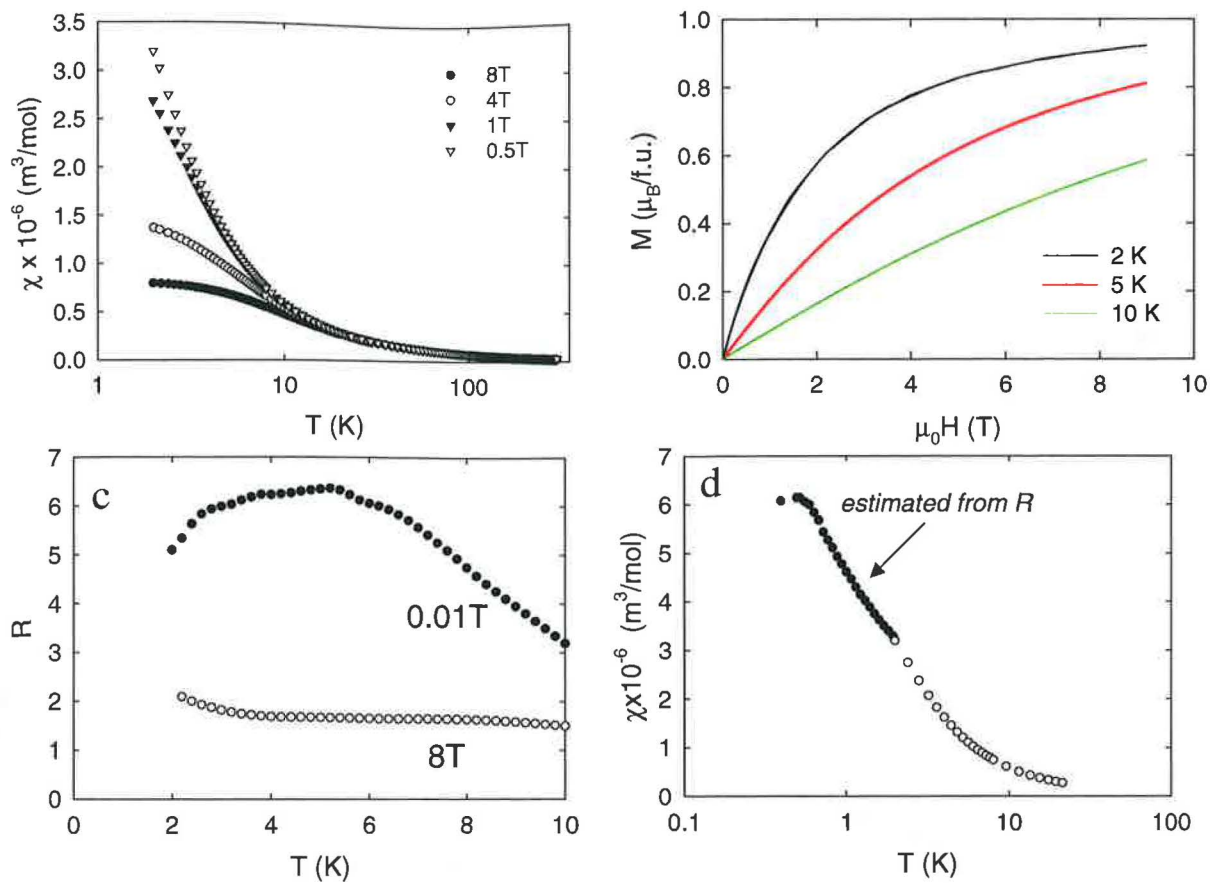 3.5
3.0
2.5
2.0
1.5
1.0
0.5
0.0
χ x 10⁻⁶ (m³/mol)
8T
4T
1T
0.5T
1 10 100
T (K)
1.0
0.8
0.6
0.4
0.2
0.0
M (μ_B/f.u.)
2 K
5 K
10 K
0 2 4 6 8 10
μ₀H (T)
c
7
6
5
4
3
2
1
0
R
0.01T
8T
0 2 4 6 8 10
T (K)
d
7
6
5
4
3
2
1
0
χx10⁻⁶ (m³/mol)
estimated from R
0.1 1 10 100
T (K)